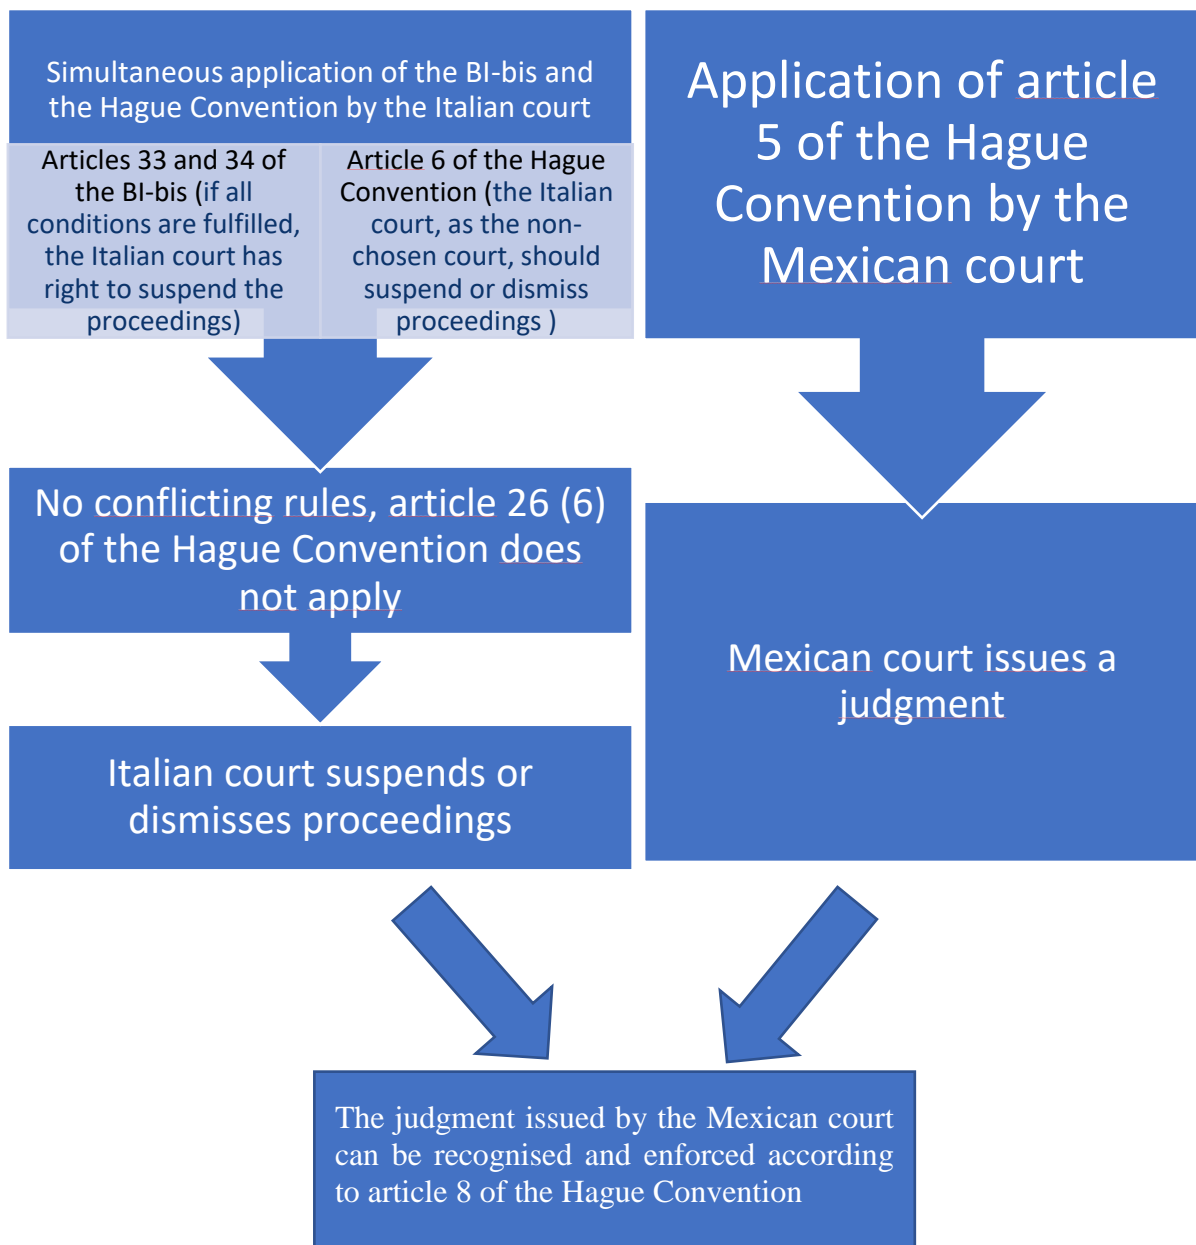 Simultaneous application of the BI-bis and
the Hague Convention by the Italian court
Articles 33 and 34 of
the BI-bis (if all
conditions are fulfilled,
the Italian court has
right to suspend the
proceedings)
Article 6 of the Hague
Convention (the Italian
court, as the non-
chosen court, should
suspend or dismiss
proceedings )
No conflicting rules, article 26 (6)
of the Hague Convention does
not apply
Italian court suspends or
dismisses proceedings
Application of article
5 of the Hague
Convention by the
Mexican court
Mexican court issues a
judgment
The judgment issued by the Mexican court
can be recognised and enforced according
to article 8 of the Hague Convention